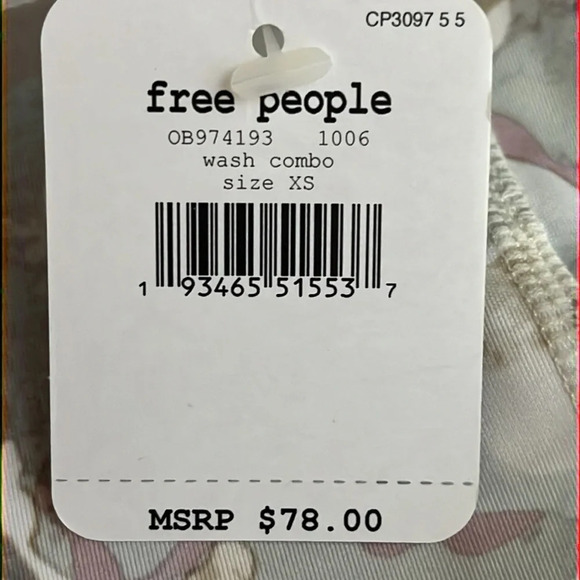 CP3097 5 5
free people
OB974193 1006
wash combo
size XS
1 93465 51553 7
MSRP $78.00